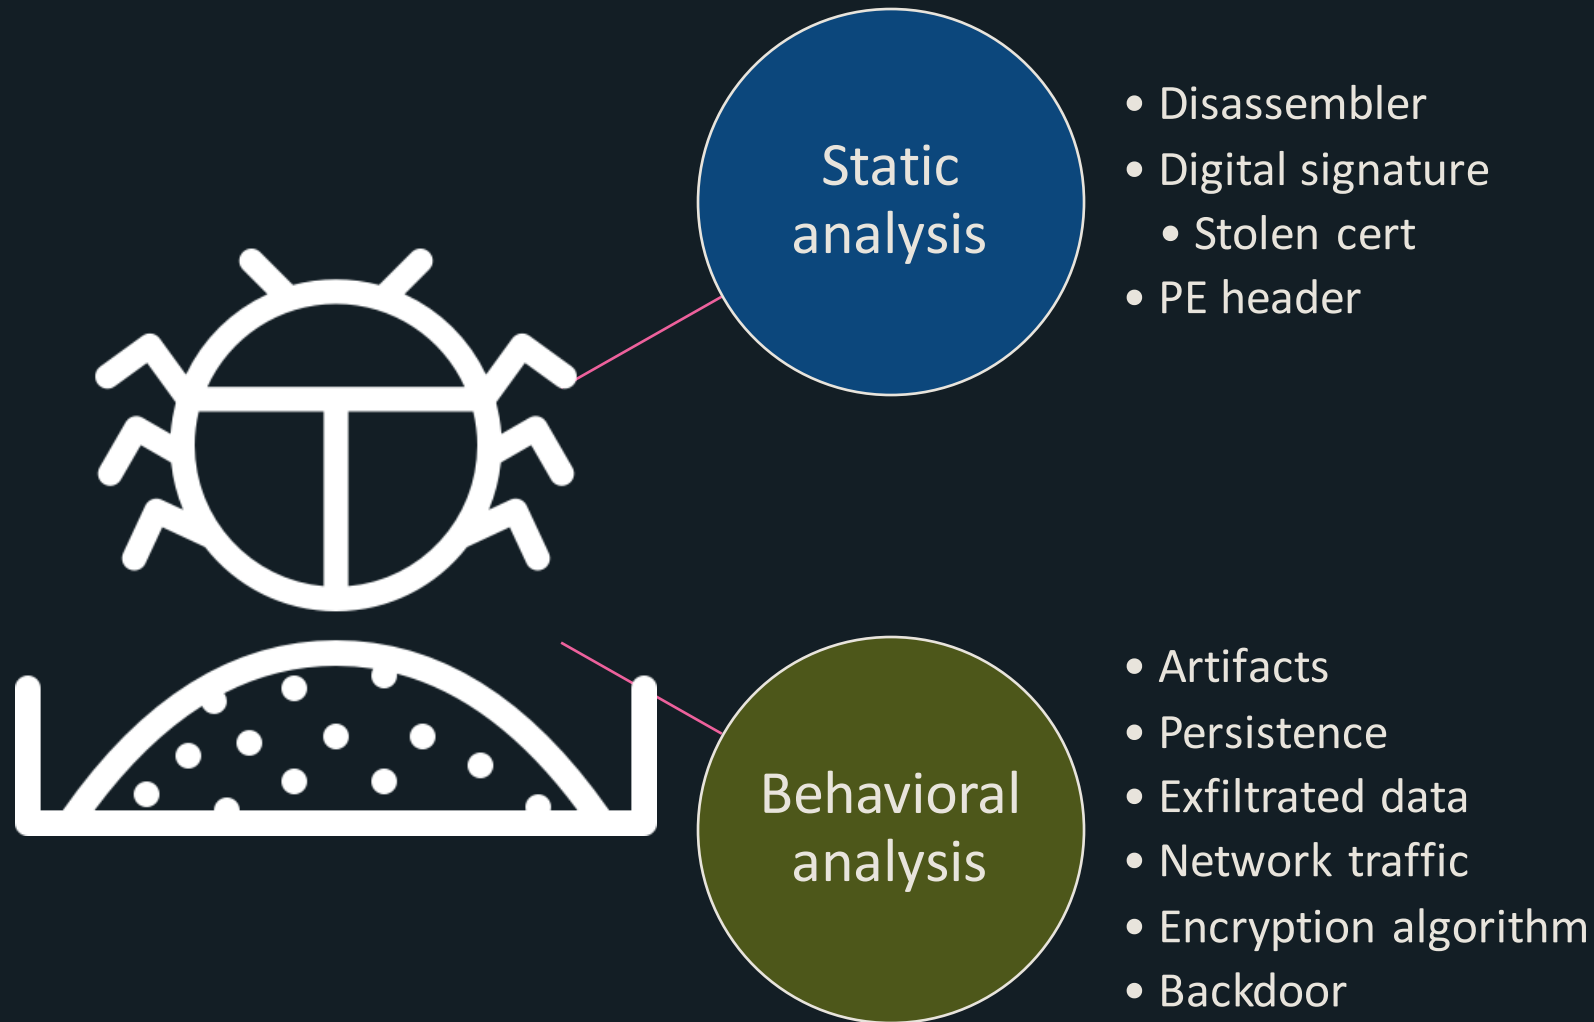 Static
analysis
• Disassembler
• Digital signature
• Stolen cert
• PE header
Behavioral
analysis
• Artifacts
• Persistence
• Exfiltrated data
• Network traffic
• Encryption algorithm
• Backdoor